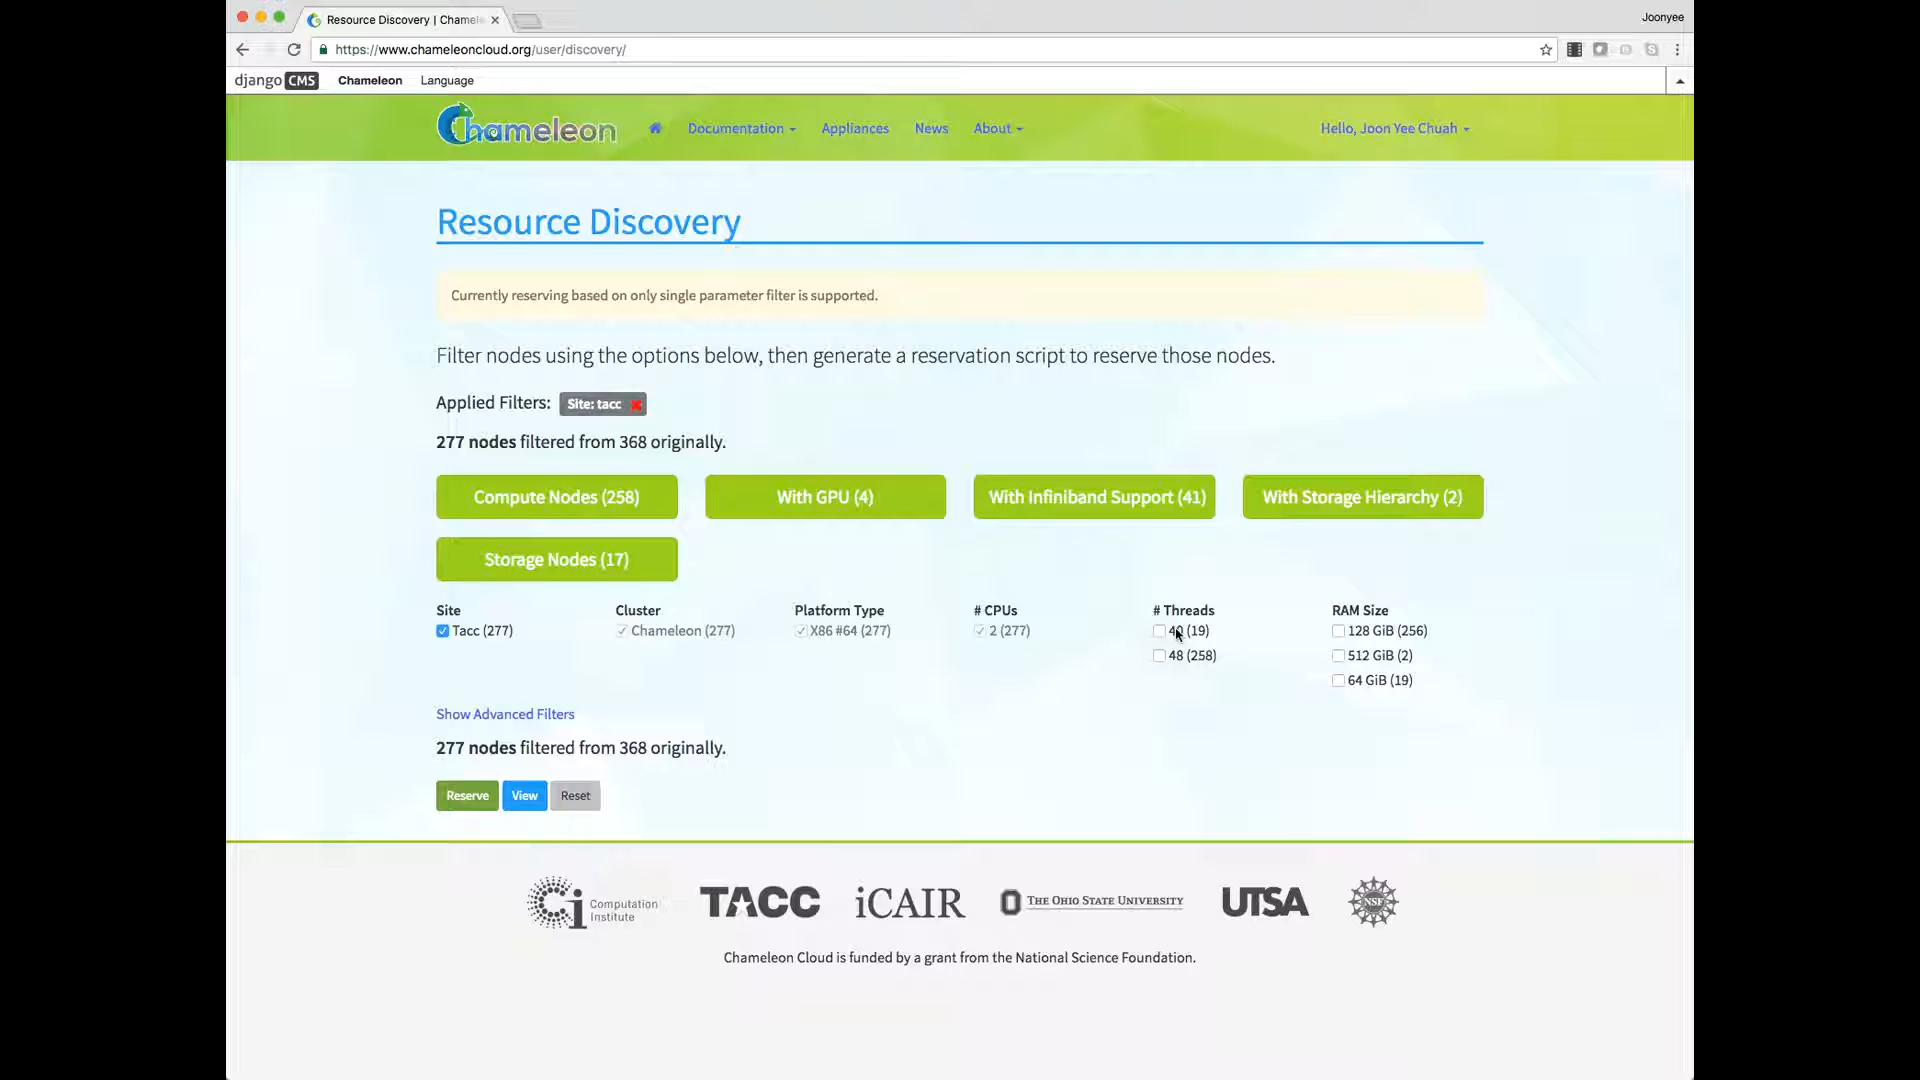 Resource Discovery | Chamele
Joonyee
https://www.chameleoncloud.org/user/discovery/
django CMS Chameleon Language
Chameleon Documentation Appliances News About Hello, Joon Yee Chuah
Resource Discovery
Currently reserving based on only single parameter filter is supported.
Filter nodes using the options below, then generate a reservation script to reserve those nodes.
Applied Filters: Site: tacc
277 nodes filtered from 368 originally.
Compute Nodes (258) With GPU (4) With Infiniband Support (41) With Storage Hierarchy (2)
Storage Nodes (17)
Site Cluster Platform Type # CPUs # Threads RAM Size
Tacc (277) Chameleon (277) X86 #64 (277) 2 (277) 40 (19) 128 GiB (256)
48 (258) 512 GiB (2)
64 GiB (19)
Show Advanced Filters
277 nodes filtered from 368 originally.
Reserve View Reset
Ci Computation Institute TACC iCAIR THE OHIO STATE UNIVERSITY UTSA NSF
Chameleon Cloud is funded by a grant from the National Science Foundation.